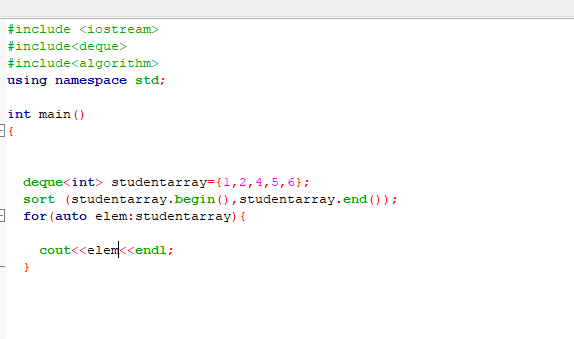 #include <iostream>
#include<deque>
#include<algorithm>
using namespace std;
int main()
{
deque<int> studentarray={1,2,4,5,6};
sort (studentarray.begin(),studentarray.end());
for(auto elem:studentarray){
cout<<elem<<endl;
}